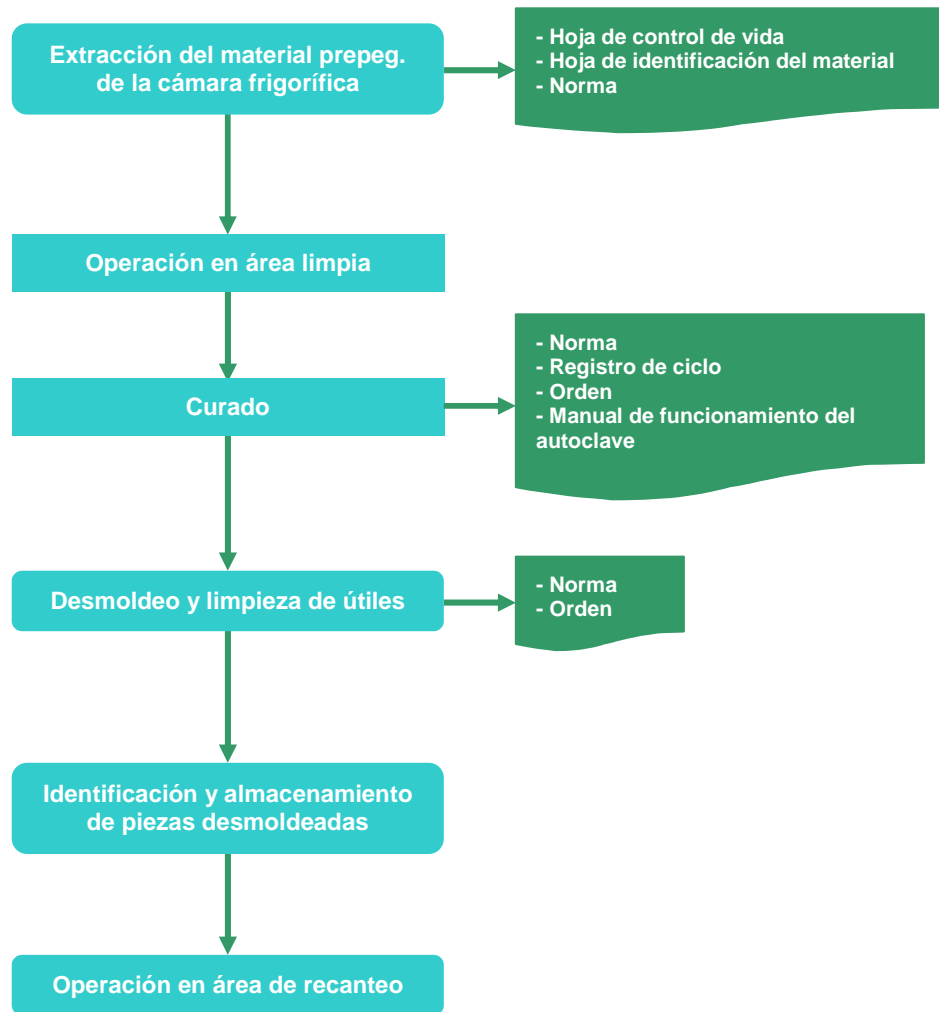 Extracción del material prepeg.
de la cámara frigorífica
- Hoja de control de vida
- Hoja de identificación del material
- Norma
Operación en área limpia
Curado
- Norma
- Registro de ciclo
- Orden
- Manual de funcionamiento del
autoclave
Desmoldeo y limpieza de útiles
- Norma
- Orden
Identificación y almacenamiento
de piezas desmoldeadas
Operación en área de recanteo